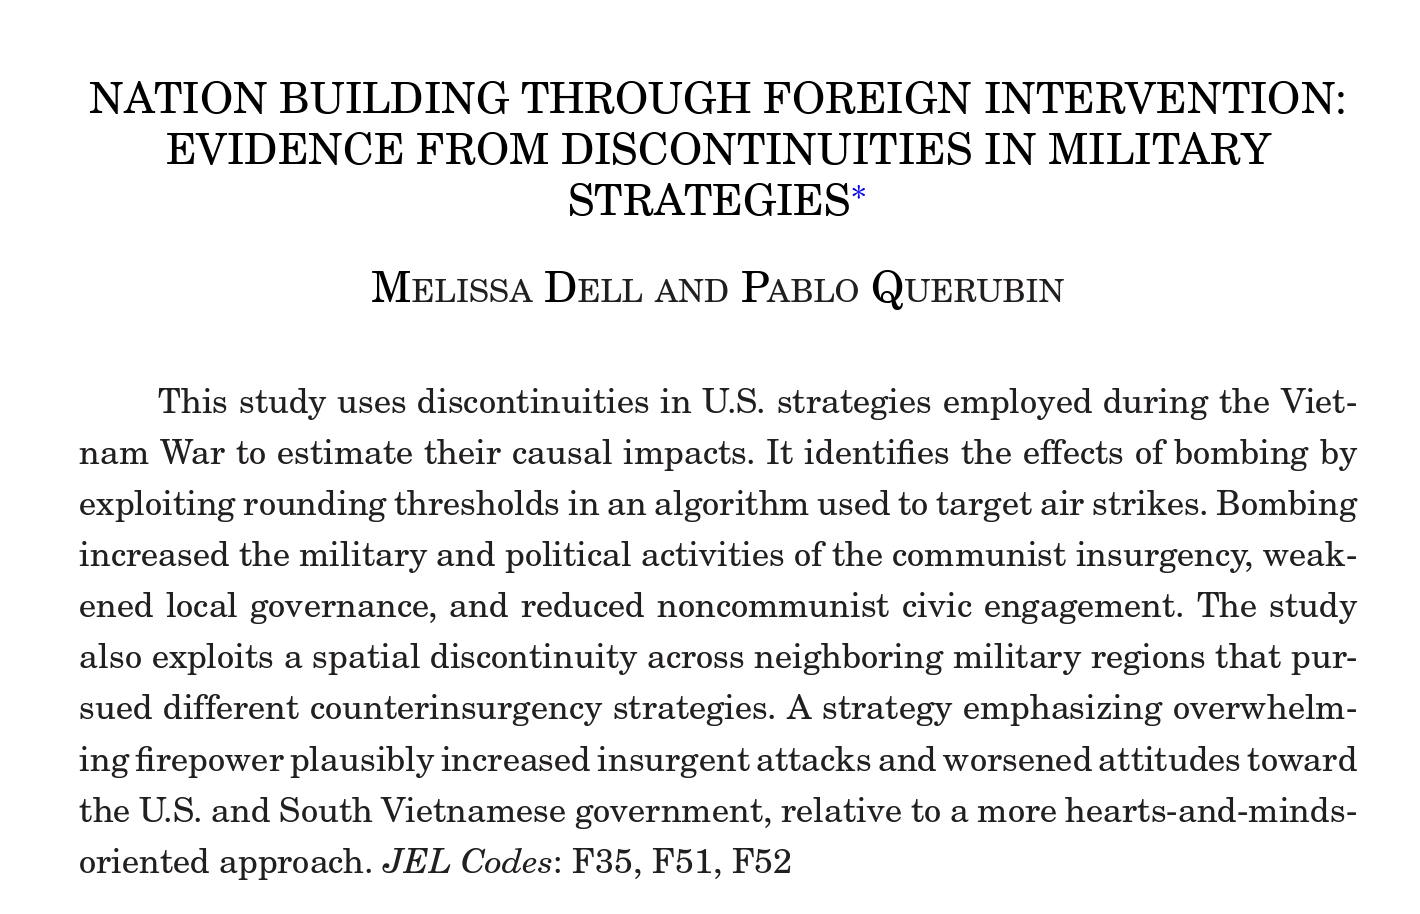 NATION BUILDING THROUGH FOREIGN INTERVENTION:
EVIDENCE FROM DISCONTINUITIES IN MILITARY
STRATEGIES*
MELISSA DELL AND PABLO QUERUBIN
This study uses discontinuities in U.S. strategies employed during the Viet-
nam War to estimate their causal impacts. It identifies the effects of bombing by
exploiting rounding thresholds in an algorithm used to target air strikes. Bombing
increased the military and political activities of the communist insurgency, weak-
ened local governance, and reduced noncommunist civic engagement. The study
also exploits a spatial discontinuity across neighboring military regions that pur-
sued different counterinsurgency strategies. A strategy emphasizing overwhelm-
ing firepower plausibly increased insurgent attacks and worsened attitudes toward
the U.S. and South Vietnamese government, relative to a more hearts-and-minds-
oriented approach. JEL Codes: F35, F51, F52